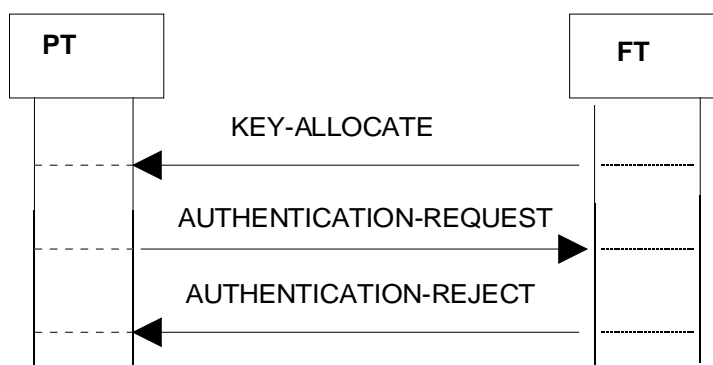 PT
FT
KEY-ALLOCATE
AUTHENTICATION-REQUEST
AUTHENTICATION-REJECT